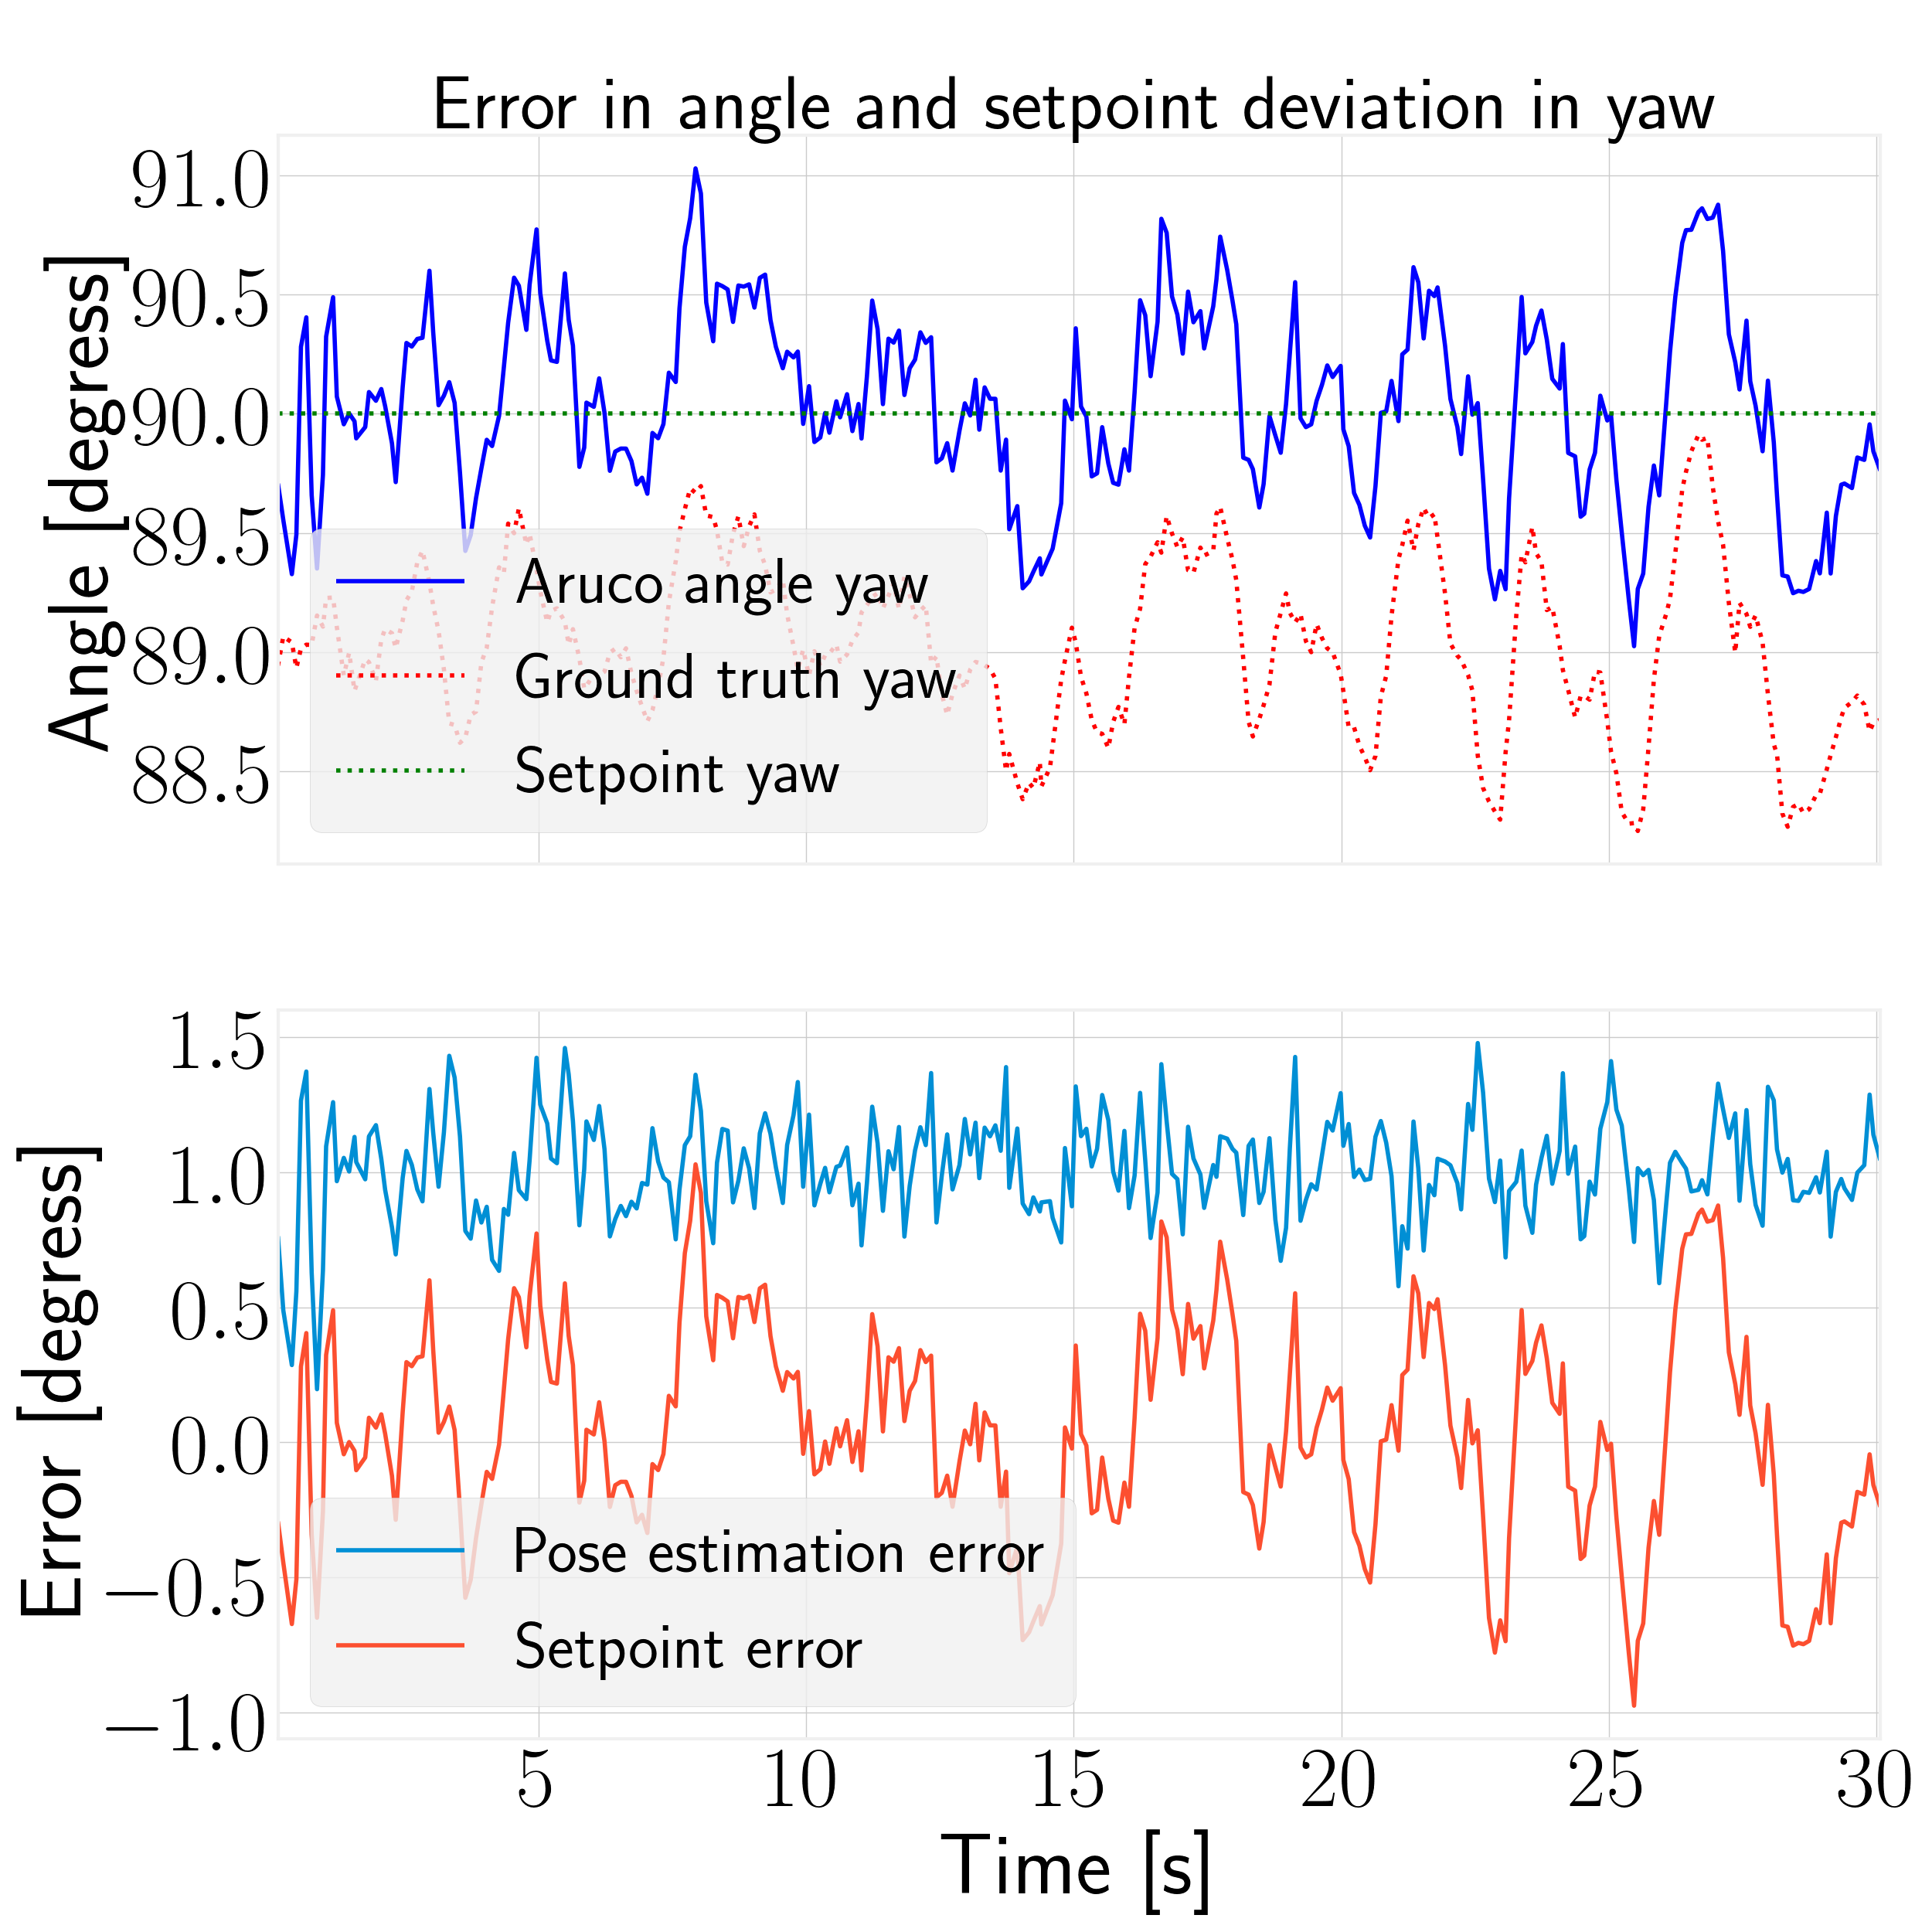 Error in angle and setpoint deviation in yaw
Angle [degress]
91.0
90.5
90.0
89.5
89.0
88.5
Aruco angle yaw
Ground truth yaw
Setpoint yaw
Error [degress]
1.5
1.0
0.5
0.0
−0.5
−1.0
Pose estimation error
Setpoint error
5 10 15 20 25 30
Time [s]